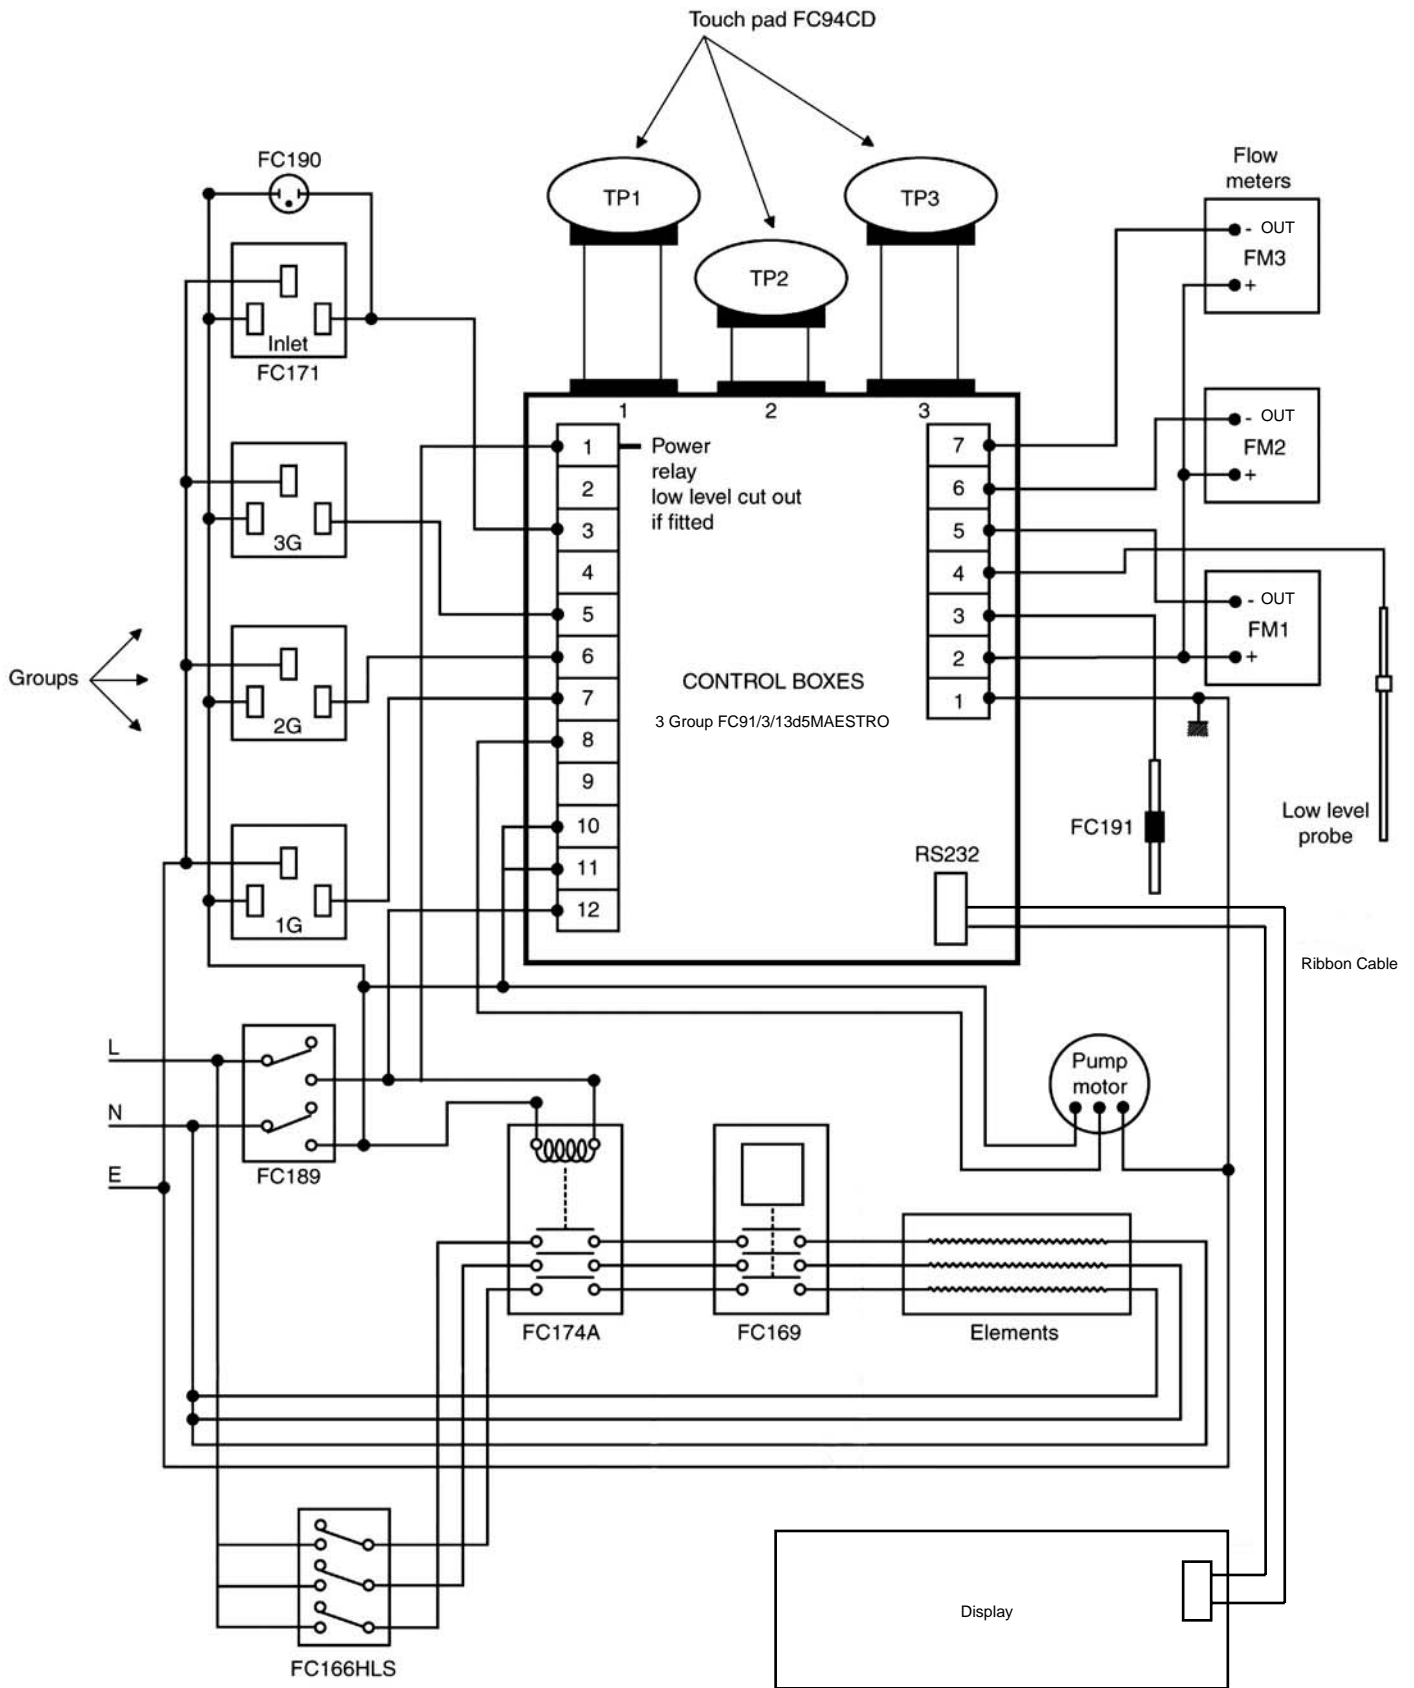 Touch pad FC94CD
FC190
TP1
TP2
TP3
Flow
meters
- OUT
FM3
+
Inlet
FC171
- OUT
FM2
+
1
2
3
1
2
3
4
5
6
7
8
9
10
11
12
Power
relay
low level cut out
if fitted
7
6
5
4
3
2
1
3G
- OUT
FM1
+
Groups
2G
CONTROL BOXES
3 Group FC91/3/13d5MAESTRO
1G
RS232
FC191
Low level
probe
Ribbon Cable
L
N
E
FC189
Pump
motor
FC174A
FC169
Elements
FC166HLS
Display